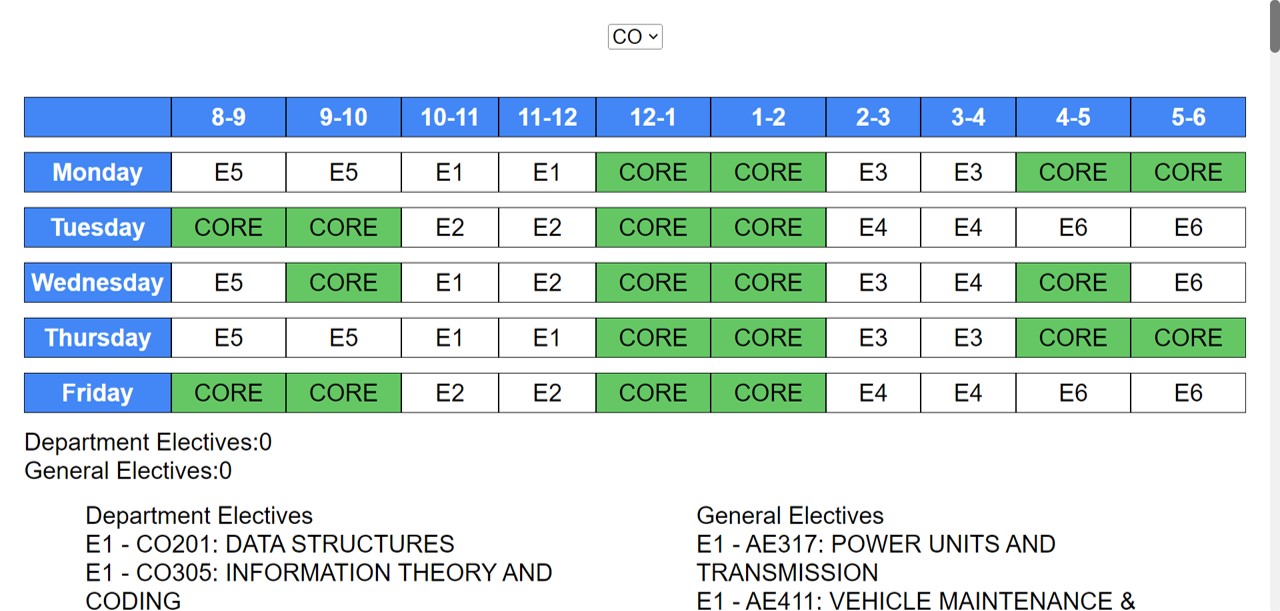 CO
8-9 9-10 10-11 11-12 12-1 1-2 2-3 3-4 4-5 5-6
Monday E5 E5 E1 E1 CORE CORE E3 E3 CORE CORE
Tuesday CORE CORE E2 E2 CORE CORE E4 E4 E6 E6
Wednesday E5 CORE E1 E2 CORE CORE E3 E4 CORE E6
Thursday E5 E5 E1 E1 CORE CORE E3 E3 CORE CORE
Friday CORE CORE E2 E2 CORE CORE E4 E4 E6 E6
Department Electives:0
General Electives:0
Department Electives
E1 - CO201: DATA STRUCTURES
E1 - CO305: INFORMATION THEORY AND
CODING
General Electives
E1 - AE317: POWER UNITS AND
TRANSMISSION
E1 - AE411: VEHICLE MAINTENANCE &